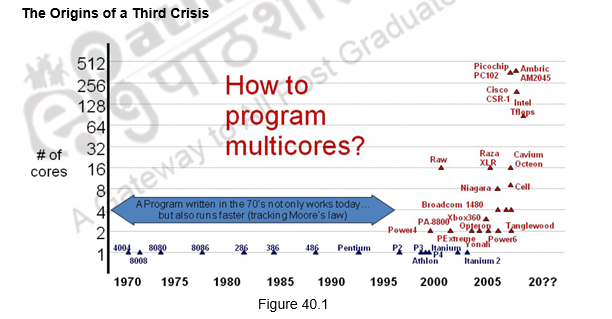 The Origins of a Third Crisis
How to
program
multicores?
# of
cores
512
256
128
64
32
16
8
4
2
1
Picochip
PC102
Ambric
AM2045
Cisco
CSR-1
Intel
Tflops
Raw
Raza
XLR
Cavium
Octeon
Niagara
Cell
A Program written in the 70's not only works today…
but also runs faster (tracking Moore's law)
Broadcom 1480
Xbox360
PA-8800
Opteron
Tanglewood
Power4
PExtreme
Power6
Yonah
4004
8008
8080
8086
286
386
486
Pentium
P2
P3
P4
Athlon
Itanium
Itanium 2
1970
1975
1980
1985
1990
1995
2000
2005
20??
Figure 40.1
A Gateway to All Post Graduate
पाठशाला